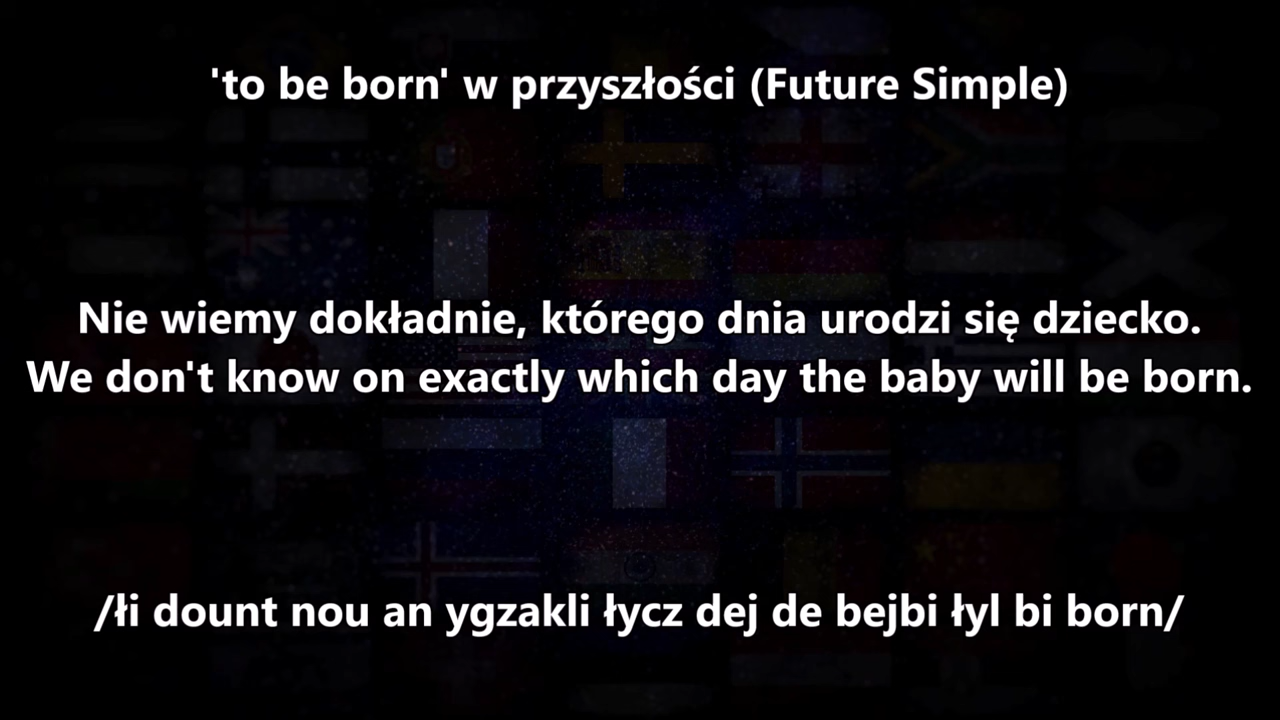 'to be born' w przyszłości (Future Simple)
Nie wiemy dokładnie, którego dnia urodzi się dziecko.
We don't know on exactly which day the baby will be born.
/łi dount nou an ygzakli łycz dej de bejbi łyl bi born/